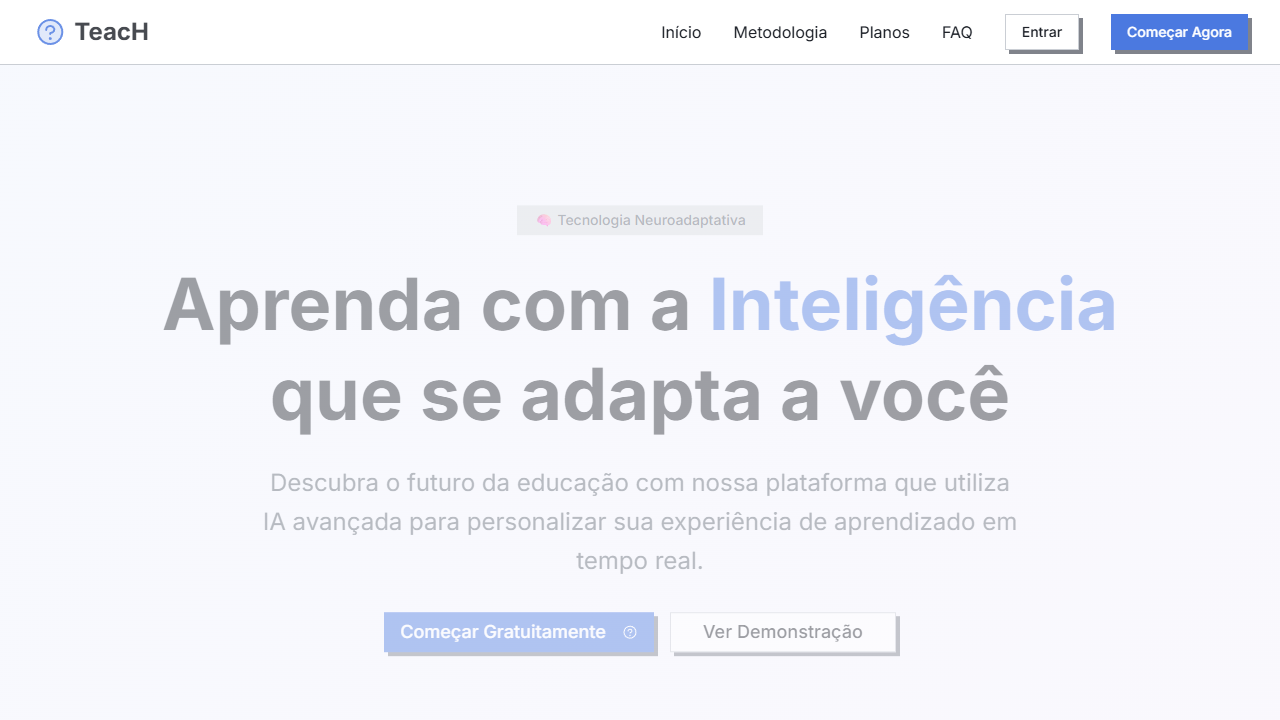 TeacH
Início
Metodologia
Planos
FAQ
Entrar
Começar Agora
Tecnologia Neuroadaptativa
Aprenda com a Inteligência
que se adapta a você
Descubra o futuro da educação com nossa plataforma que utiliza
IA avançada para personalizar sua experiência de aprendizado em
tempo real.
Começar Gratuitamente
Ver Demonstração